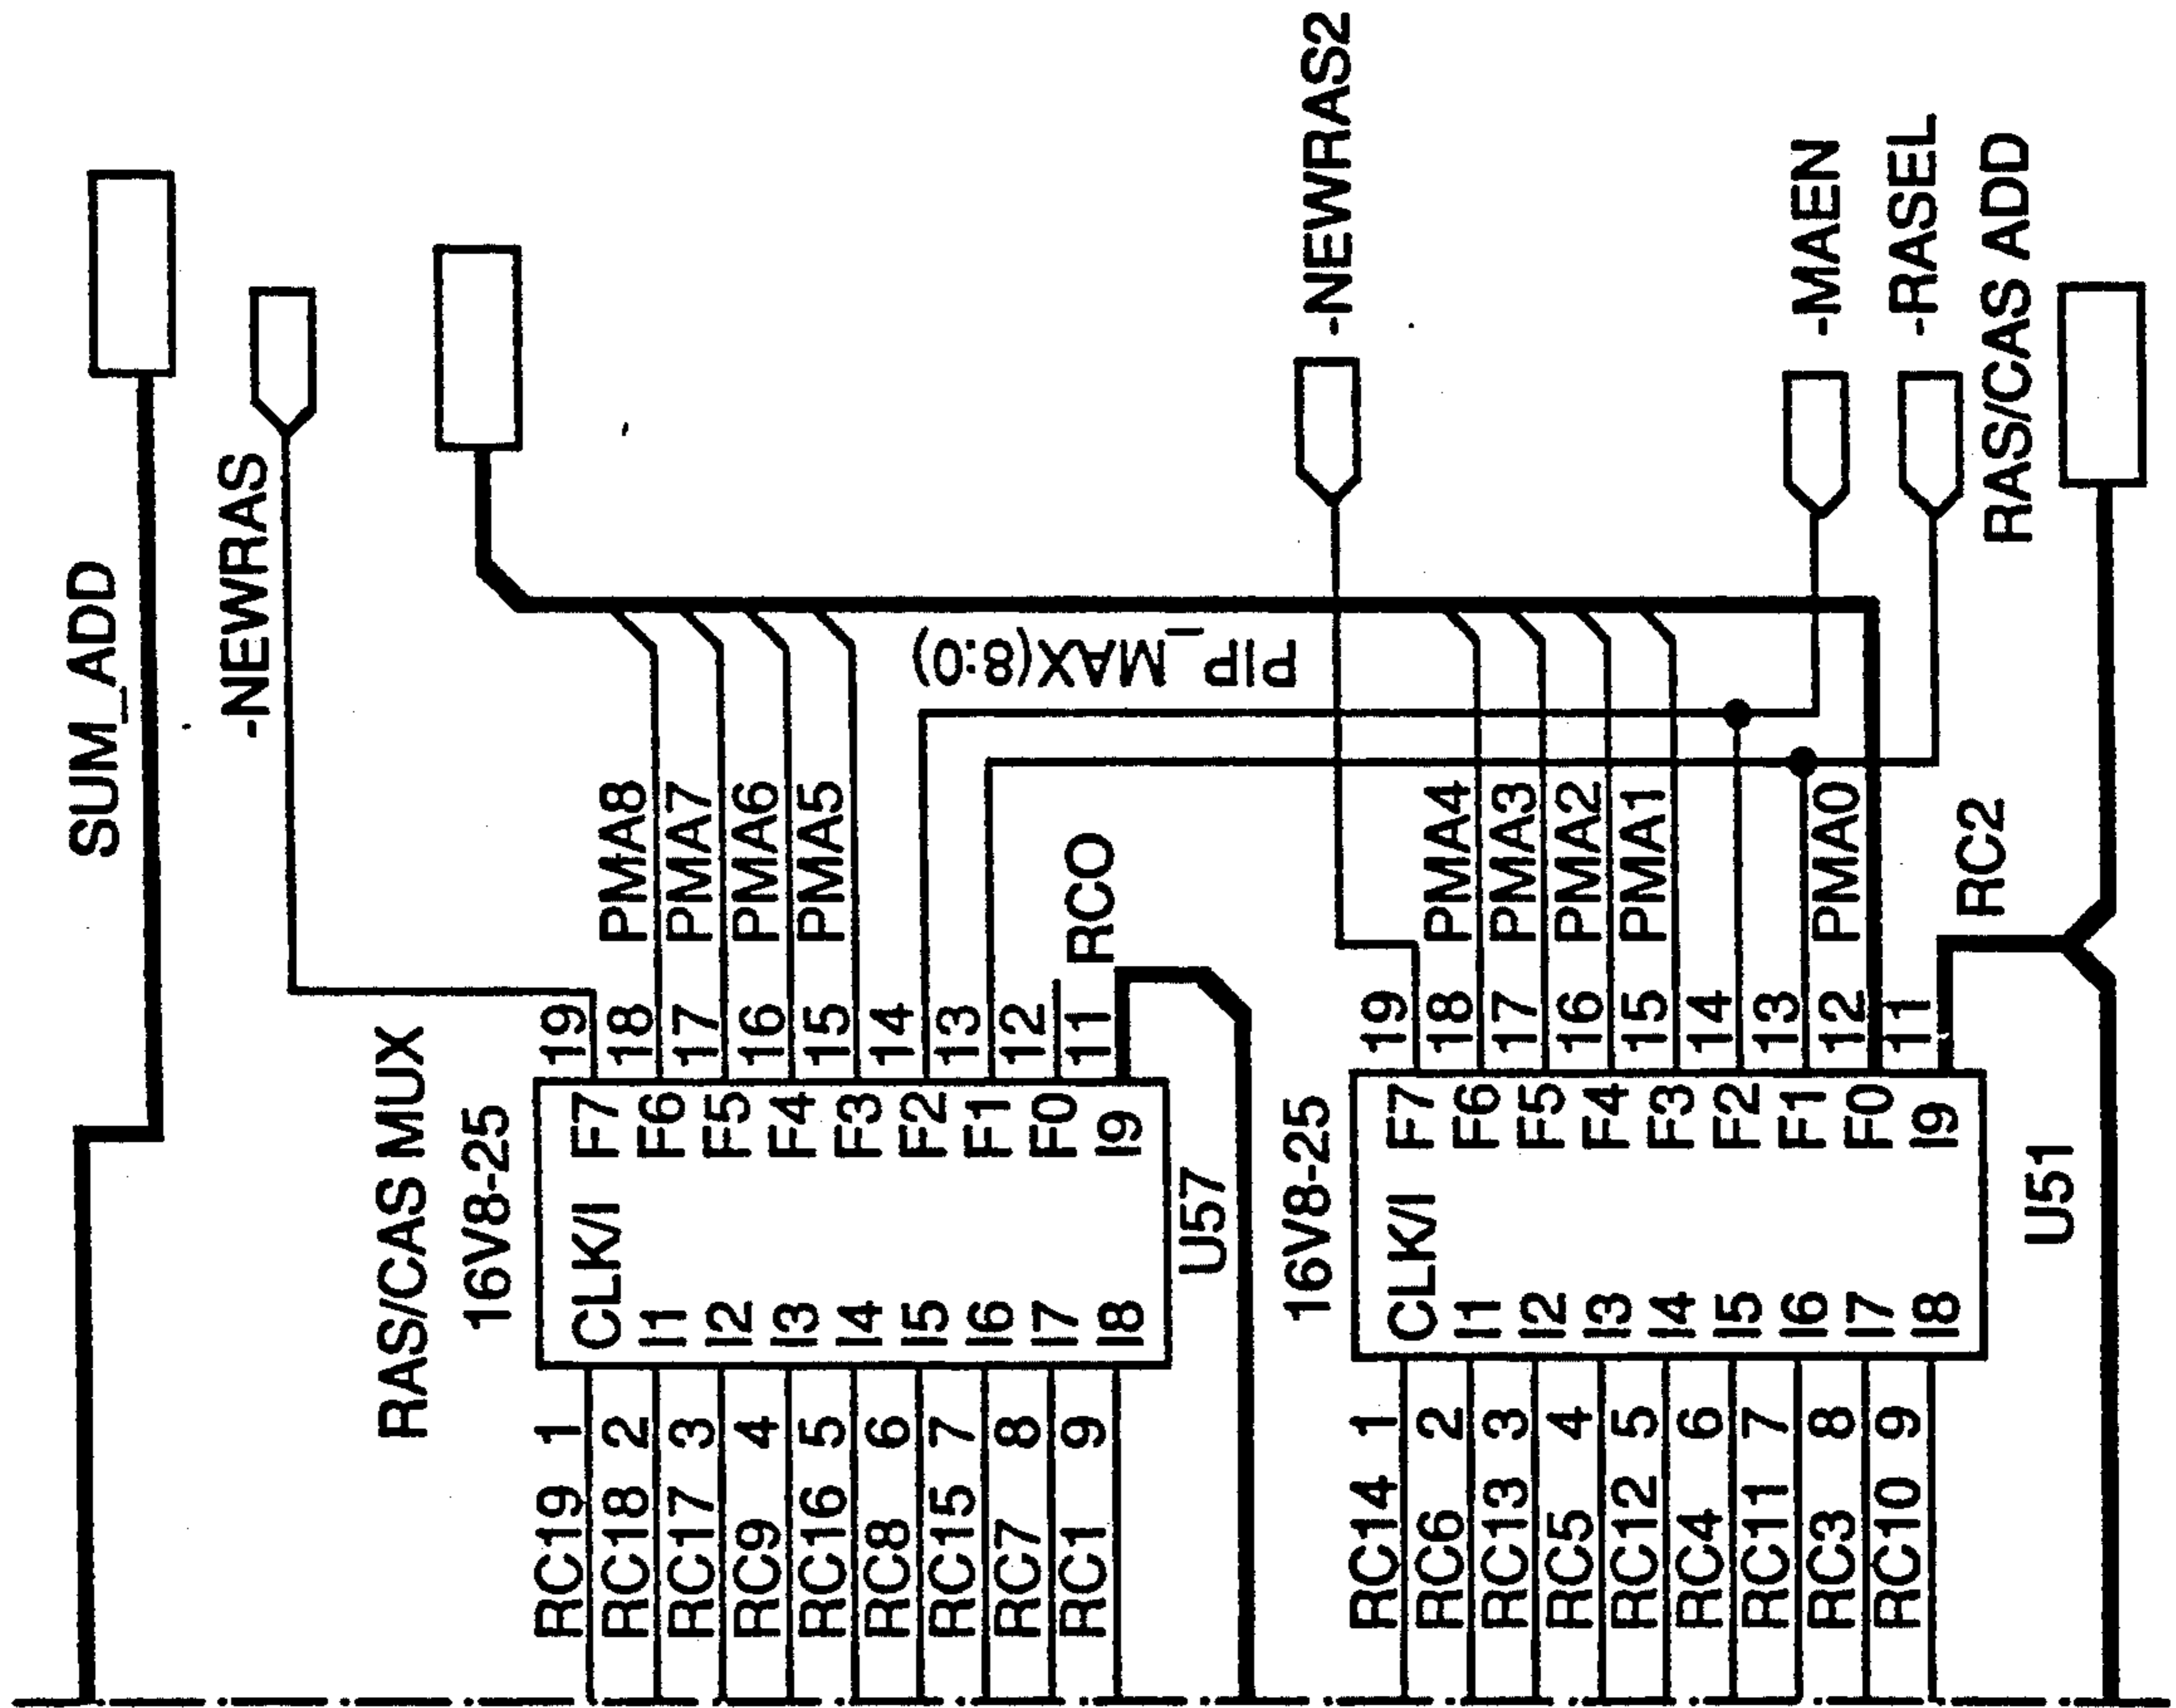 SUM_ADD
-NEWRAS
RAS/CAS MUX
16V8-25
RC19 1 CLK/I F7 19
RC18 2 I1 F6 18 PMA8
RC17 3 I2 F5 17 PMA7
RC9 4 I3 F4 16 PMA6
RC16 5 I4 F3 15 PMA5
RC8 6 I5 F2 14
RC15 7 I6 F1 13
RC7 8 I7 F0 12
RC1 9 I8 I9 11 RCO
U57
PIP_MAX(8:0)
-NEWRAS2
16V8-25
RC14 1 CLK/I F7 19
RC6 2 I1 F6 18 PMA4
RC13 3 I2 F5 17 PMA3
RC5 4 I3 F4 16 PMA2
RC12 5 I4 F3 15 PMA1
RC4 6 I5 F2 14
RC11 7 I6 F1 13
RC3 8 I7 F0 12 PMA0
RC10 9 I8 I9 11
RC2
U51
-MAEN
-RASEL
RAS/CAS ADD